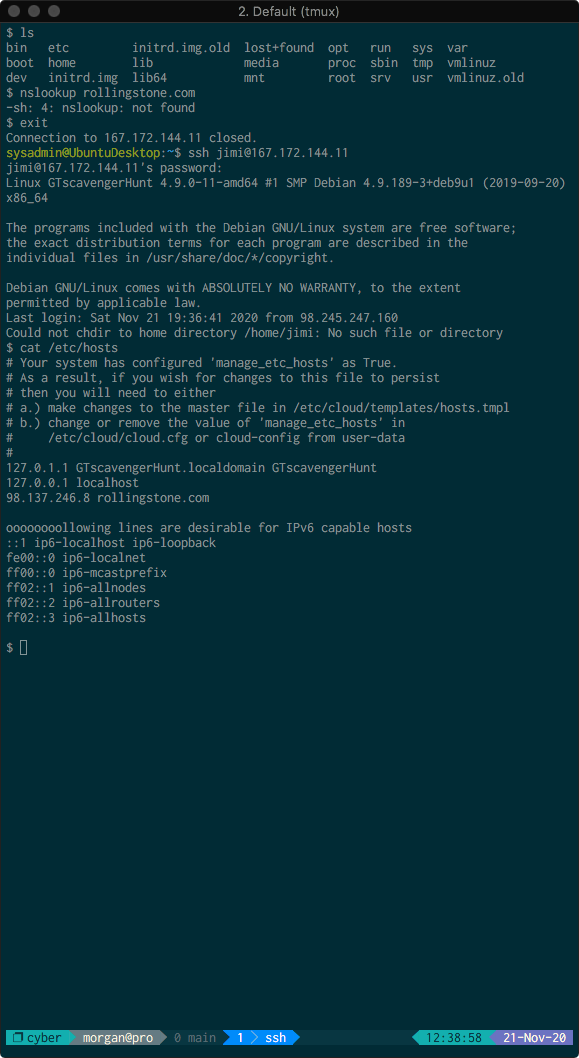 2. Default (tmux)
$ ls
bin   etc         initrd.img.old  lost+found  opt   run   sys  var
boot  home        lib             media       proc  sbin  tmp  vmlinuz
dev   initrd.img  lib64           mnt         root  srv   usr  vmlinuz.old
$ nslookup rollingstone.com
-sh: 4: nslookup: not found
$ exit
Connection to 167.172.144.11 closed.
sysadmin@UbuntuDesktop:~$ ssh jimi@167.172.144.11
jimi@167.172.144.11's password:
Linux GTscavengerHunt 4.9.0-11-amd64 #1 SMP Debian 4.9.189-3+deb9u1 (2019-09-20)
x86_64

The programs included with the Debian GNU/Linux system are free software;
the exact distribution terms for each program are described in the
individual files in /usr/share/doc/*/copyright.

Debian GNU/Linux comes with ABSOLUTELY NO WARRANTY, to the extent
permitted by applicable law.
Last login: Sat Nov 21 19:36:41 2020 from 98.245.247.160
Could not chdir to home directory /home/jimi: No such file or directory
$ cat /etc/hosts
# Your system has configured 'manage_etc_hosts' as True.
# As a result, if you wish for changes to this file to persist
# then you will need to either
# a.) make changes to the master file in /etc/cloud/templates/hosts.tmpl
# b.) change or remove the value of 'manage_etc_hosts' in
#     /etc/cloud/cloud.cfg or cloud-config from user-data
#
127.0.1.1 GTscavengerHunt.localdomain GTscavengerHunt
127.0.0.1 localhost
98.137.246.8 rollingstone.com

oooooooollowing lines are desirable for IPv6 capable hosts
::1 ip6-localhost ip6-loopback
fe00::0 ip6-localnet
ff00::0 ip6-mcastprefix
ff02::1 ip6-allnodes
ff02::2 ip6-allrouters
ff02::3 ip6-allhosts

$
cyber morgan@pro 0 main 1 ssh 12:38:58 21-Nov-20